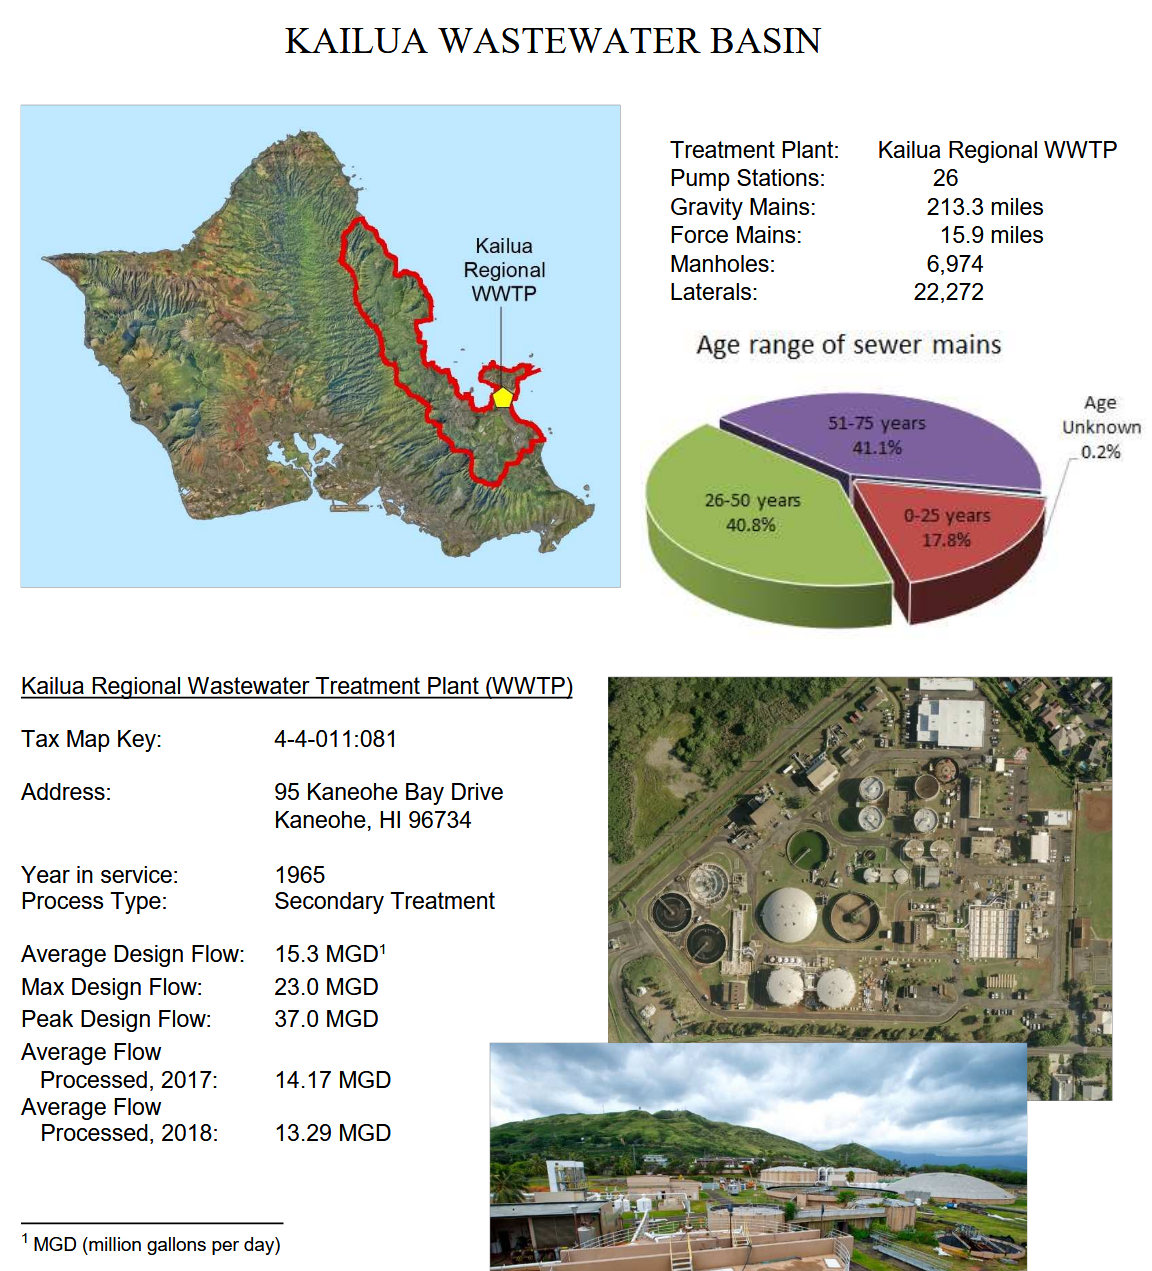 KAILUA WASTEWATER BASIN
Kailua
Regional
WWTP
Treatment Plant: Kailua Regional WWTP
Pump Stations: 26
Gravity Mains: 213.3 miles
Force Mains: 15.9 miles
Manholes: 6,974
Laterals: 22,272
Age range of sewer mains
51-75 years
41.1%
Age
Unknown
0.2%
26-50 years
40.8%
0-25 years
17.8%
Kailua Regional Wastewater Treatment Plant (WWTP)
Tax Map Key: 4-4-011:081
Address: 95 Kaneohe Bay Drive
Kaneohe, HI 96734
Year in service: 1965
Process Type: Secondary Treatment
Average Design Flow: 15.3 MGD¹
Max Design Flow: 23.0 MGD
Peak Design Flow: 37.0 MGD
Average Flow
Processed, 2017: 14.17 MGD
Average Flow
Processed, 2018: 13.29 MGD
¹ MGD (million gallons per day)